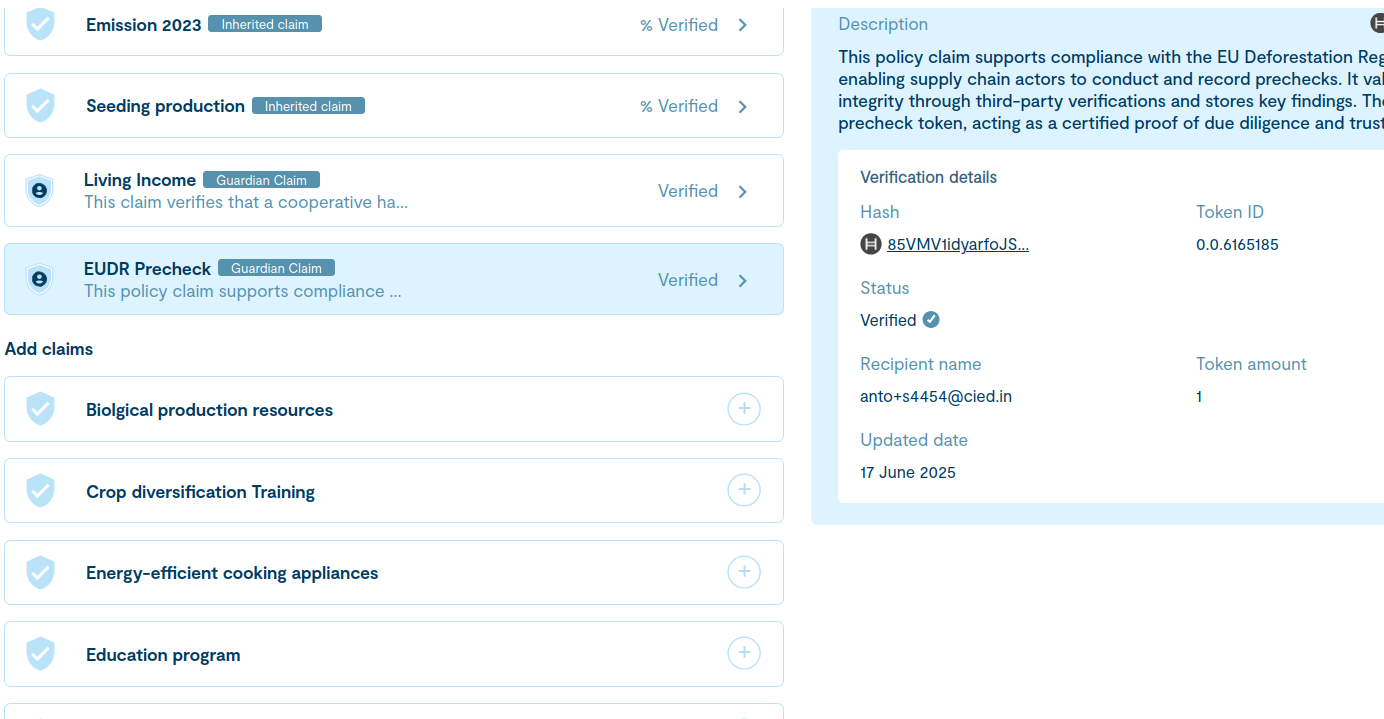 Emission 2023 Inherited claim % Verified
Seeding production Inherited claim % Verified
Living Income Guardian Claim Verified
This claim verifies that a cooperative ha...
EUDR Precheck Guardian Claim Verified
This policy claim supports compliance ...
Add claims
Biolgical production resources
Crop diversification Training
Energy-efficient cooking appliances
Education program
Description
This policy claim supports compliance with the EU Deforestation Reg
enabling supply chain actors to conduct and record prechecks. It val
integrity through third-party verifications and stores key findings. The
precheck token, acting as a certified proof of due diligence and trust
Verification details
Hash Token ID
85VMV1idyarfoJS... 0.0.6165185
Status
Verified
Recipient name Token amount
anto+s4454@cied.in 1
Updated date
17 June 2025